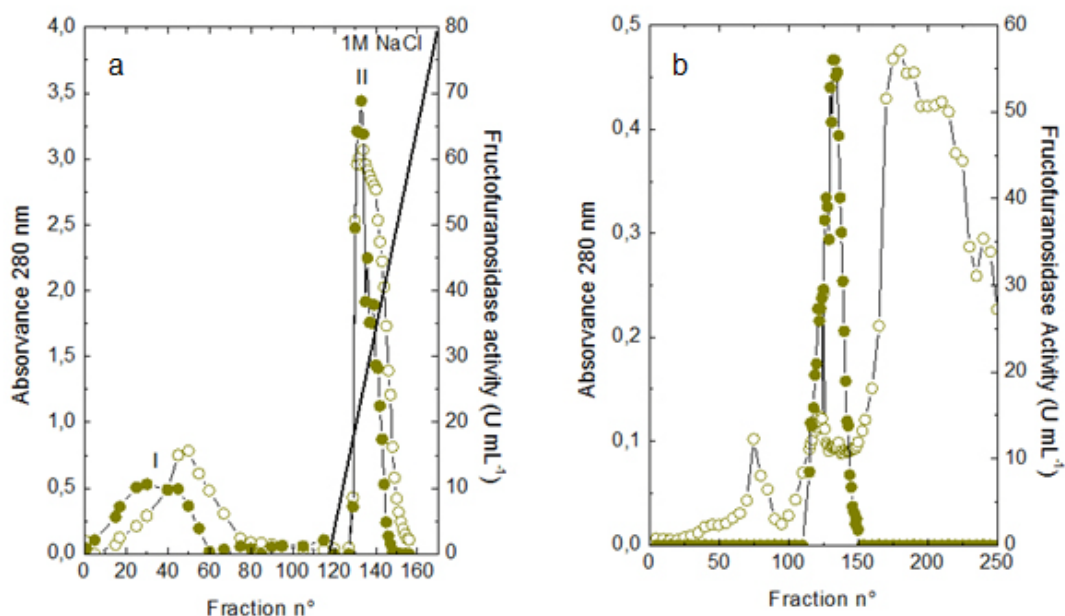 a
1M NaCl
I
II
4,0
3,5
3,0
2,5
2,0
1,5
1,0
0,5
0,0
Absorvance 280 nm
0 20 40 60 80 100 120 140 160
Fraction n°
80
70
60
50
40
30
20
10
0
Fructofuranosidase activity (U mL-1)
b
0,5
0,4
0,3
0,2
0,1
0,0
Absorvance 280 nm
0 50 100 150 200 250
Fraction n°
60
50
40
30
20
10
0
Fructofuranosidase Activity (U mL-1)